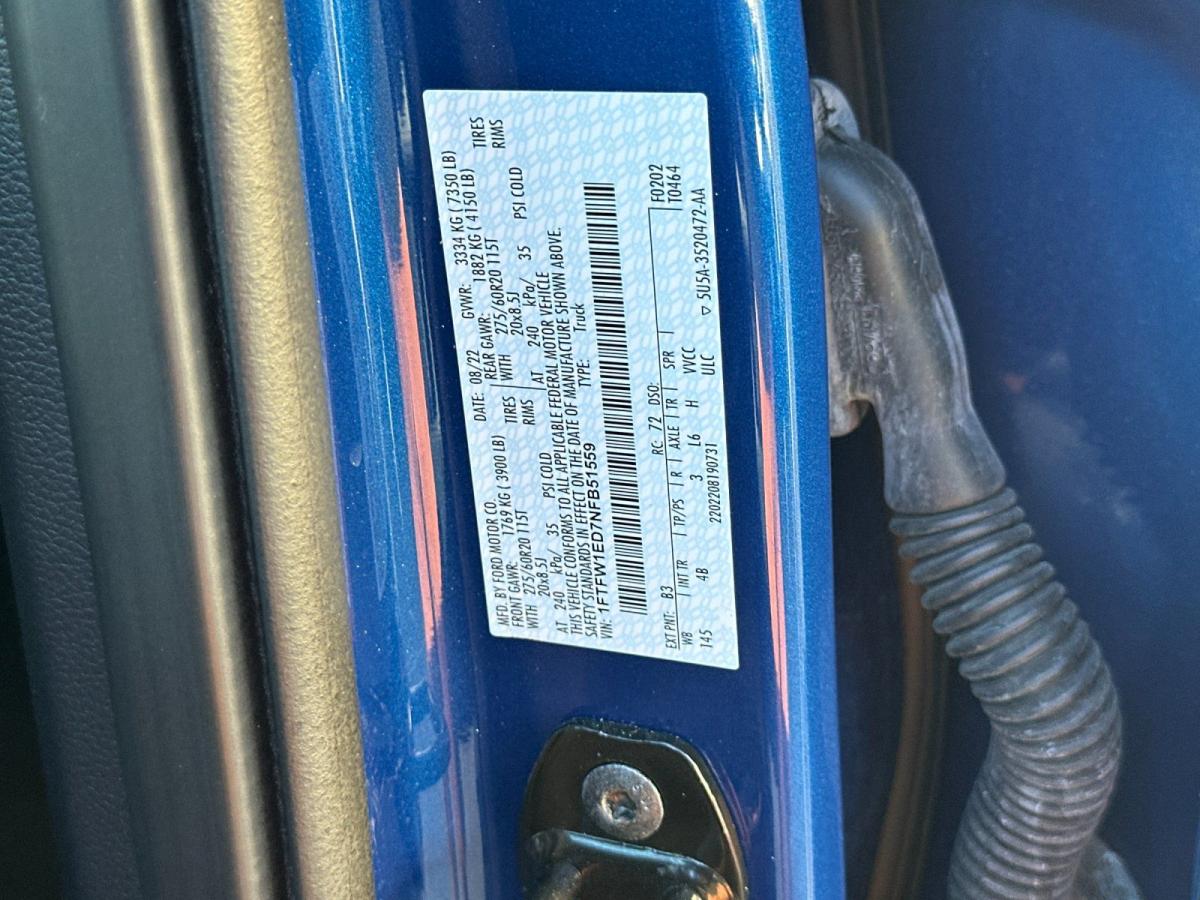 MFD. BY FORD MOTOR CO. DATE: 08/22 GVWR: 3334 KG ( 7350 LB)
FRONT GAWR: 1769 KG ( 3900 LB) REAR GAWR: 1882 KG ( 4150 LB)
WITH 275/60R20 115T TIRES WITH 275/60R20 115T TIRES
20x8.5J RIMS 20x8.5J RIMS
AT 240 kPa/ 35 PSI COLD AT 240 kPa/ 35 PSI COLD
THIS VEHICLE CONFORMS TO ALL APPLICABLE FEDERAL MOTOR VEHICLE
SAFETY STANDARDS IN EFFECT ON THE DATE OF MANUFACTURE SHOWN ABOVE.
VIN: 1FTFW1ED7NFB51559 TYPE: Truck
F0202
EXT PNT: B3 RC: 72 DSO: T0464
WB INT TR TP/PS R AXLE TR SPR
145 4B 3 L6 H WCC
ULC
2202208190731 ▽ 5U5A-3520472-AA